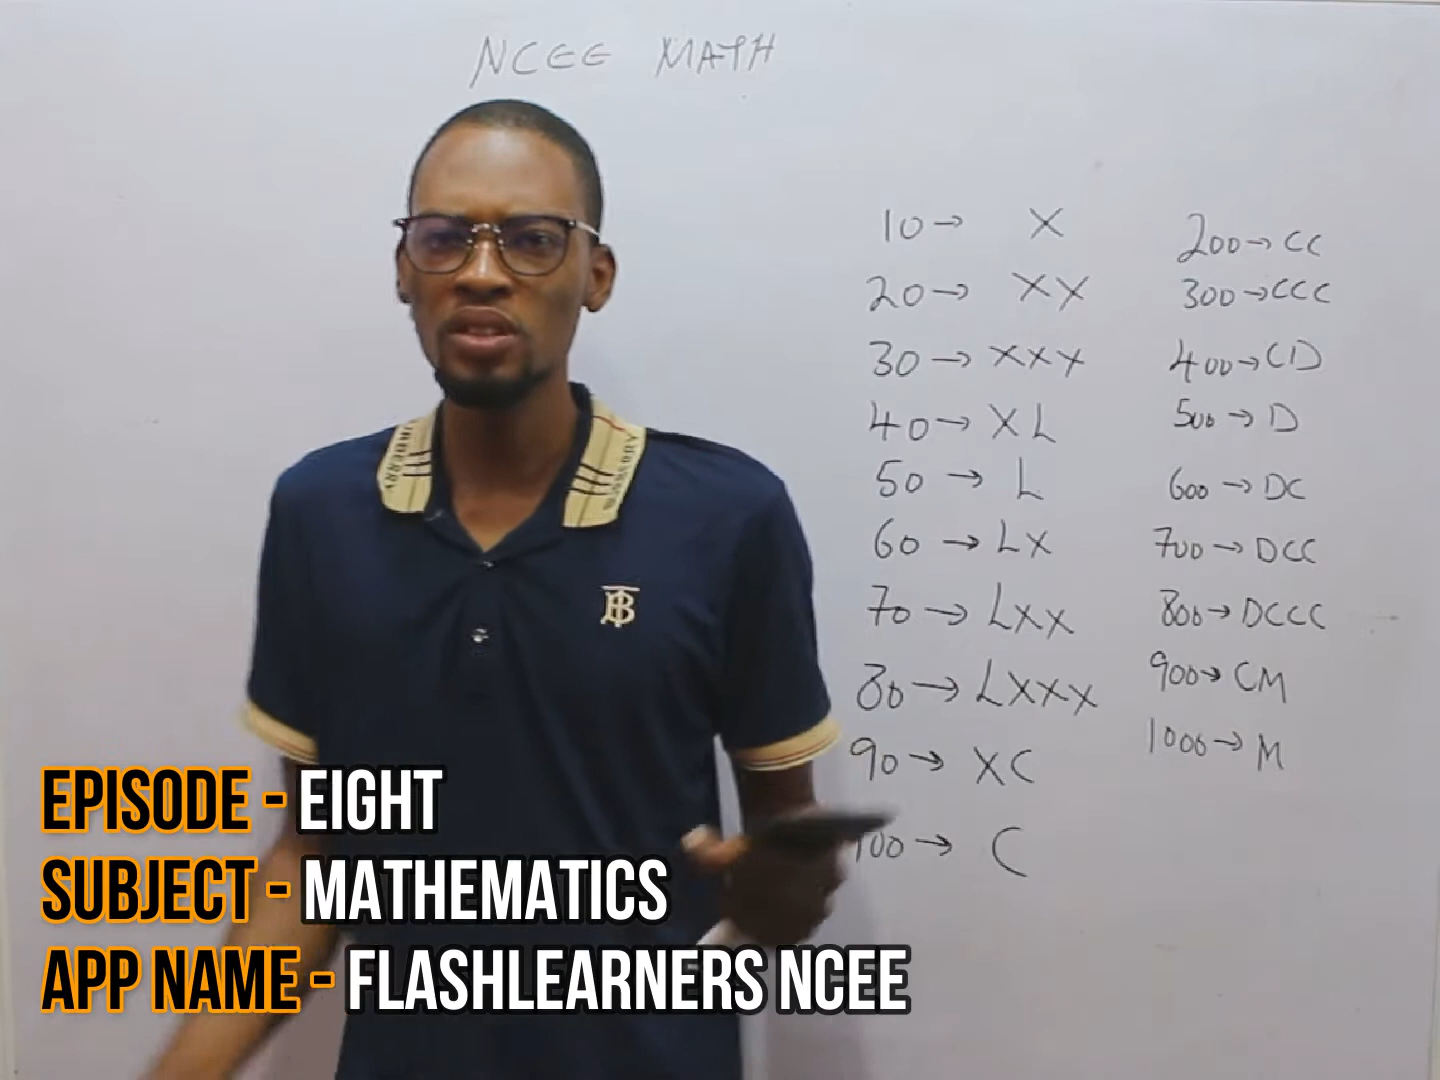 NCEE MATH
10→ X
20→ XX
30→ XXX
40→ XL
50→ L
60→ LX
70→ LXX
80→ LXXX
90→ XC
100→ C
200→ CC
300→CCC
400→CD
500→ D
600→ DC
700→ DCC
800→ DCCC
900→ CM
1000→ M
BURBERRY
B
EPISODE - EIGHT
SUBJECT - MATHEMATICS
APP NAME - FLASHLEARNERS NCEE